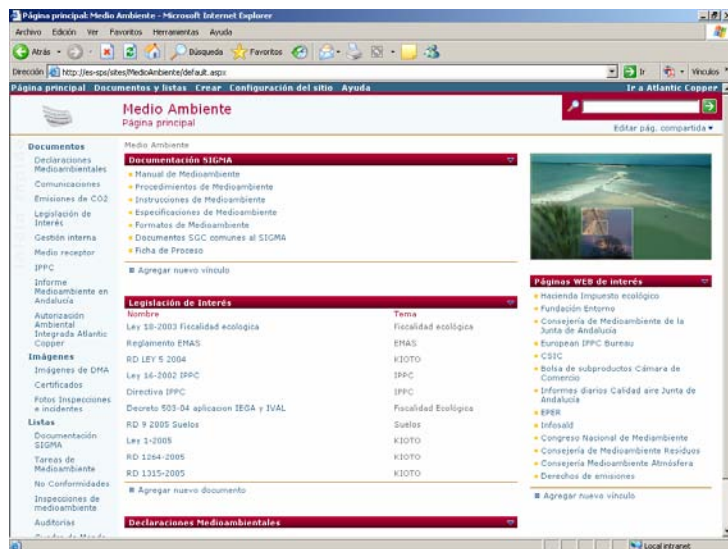 Página principal: Medio Ambiente - Microsoft Internet Explorer
Archivo Edición Ver Favoritos Herramientas Ayuda
Atrás Búsqueda Favoritos
Dirección http://es-sps/sites/MedioAmbiente/default.aspx Ir Vínculos
Página principal Documentos y listas Crear Configuración del sitio Ayuda Ir a Atlantic Copper
Medio Ambiente
Página principal
Editar pág. compartida
Documentos
Declaraciones
Medioambientales
Comunicaciones
Emisiones de CO2
Legislación de
Interés
Gestión interna
Medio receptor
IPPC
Informe
Medioambiente en
Andalucía
Autorización
Ambiental
Integrada Atlantic
Copper
Imágenes
Imágenes de DMA
Certificados
Fotos Inspecciones
e incidentes
Listas
Documentación
SIGMA
Tareas de
Medioambiente
No Conformidades
Inspecciones de
medioambiente
Auditorias
Cuadro de Mando
Medio Ambiente
Documentación SIGMA
Manual de Medioambiente
Procedimientos de Medioambiente
Instrucciones de Medioambiente
Especificaciones de Medioambiente
Formatos de Medioambiente
Documentos SGC comunes al SIGMA
Ficha de Proceso
Agregar nuevo vínculo
Legislación de Interés
Nombre Tema
Ley 18-2003 Fiscalidad ecologica Fiscalidad ecológica
Reglamento EMAS EMAS
RD LEY 5 2004 KIOTO
Ley 16-2002 IPPC IPPC
Directiva IPPC IPPC
Decreto 503-04 aplicacion IEGA y IVAL Fiscalidad Ecológica
RD 9 2005 Suelos Suelos
Ley 1-2005 KIOTO
RD 1264-2005 KIOTO
RD 1315-2005 KIOTO
Agregar nuevo documento
Declaraciones Medioambientales
Páginas WEB de interés
Hacienda Impuesto ecológico
Fundación Entorno
Consejería de Medioambiente de la
Junta de Andalucia
European IPPC Bureau
CSIC
Bolsa de subproductos Cámara de
Comercio
Informes diarios Calidad aire Junta de
Andalucía
EPER
Infosald
Congreso Nacional de Mediambiente
Consejería de Medioambiente Residuos
Consejería Medioambiente Atmósfera
Derechos de emisiones
Agregar nuevo vínculo
Local intranet